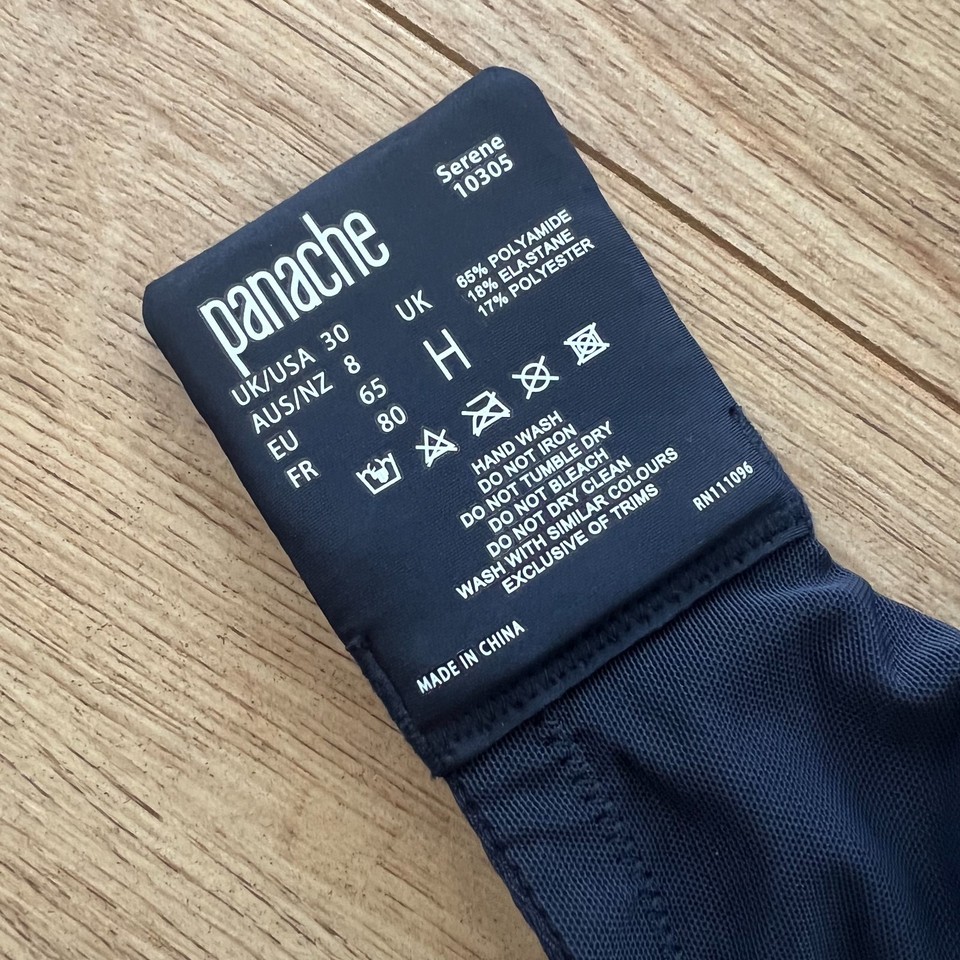 Serene
10305
panache
65% POLYAMIDE
18% ELASTANE
17% POLYESTER
UK/USA 30
AUS/NZ 8
EU 65
FR 80
UK
H
HAND WASH
DO NOT IRON
DO NOT TUMBLE DRY
DO NOT BLEACH
DO NOT DRY CLEAN
WASH WITH SIMILAR COLOURS
EXCLUSIVE OF TRIMS
RN111096
MADE IN CHINA